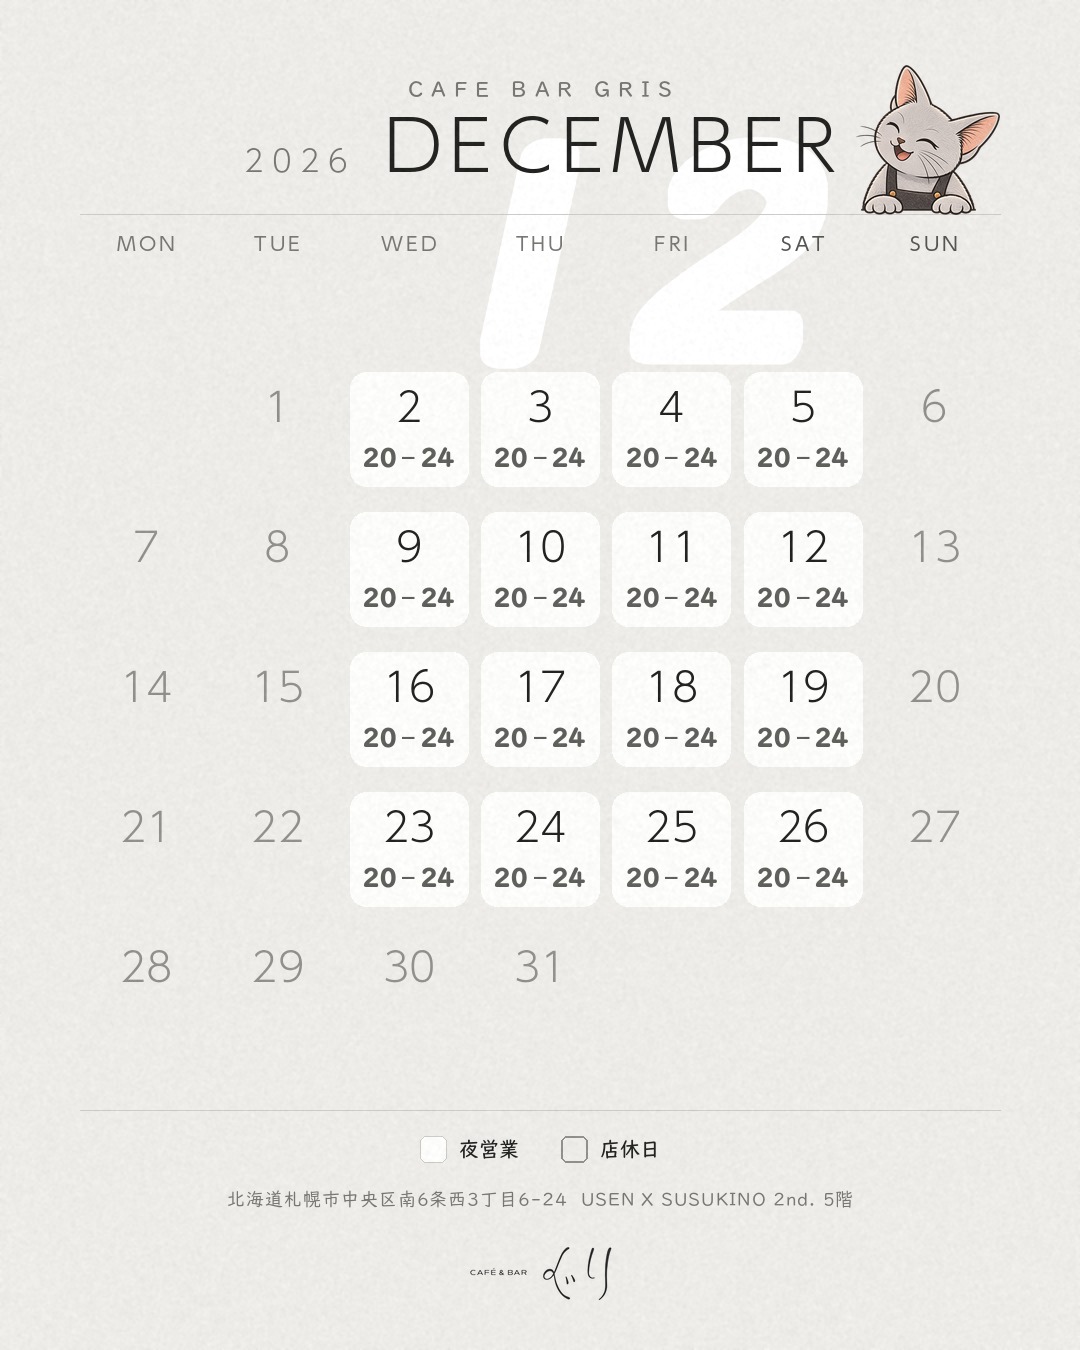 CAFE BAR GRIS
2026 DECEMBER
12
MON TUE WED THU FRI SAT SUN
1 2 3 4 5 6
20-24 20-24 20-24 20-24
7 8 9 10 11 12 13
20-24 20-24 20-24 20-24
14 15 16 17 18 19 20
20-24 20-24 20-24 20-24
21 22 23 24 25 26 27
20-24 20-24 20-24 20-24
28 29 30 31
夜営業 店休日
北海道札幌市中央区南6条西3丁目6-24 USEN X SUSUKINO 2nd. 5階
CAFÉ & BAR ぐり